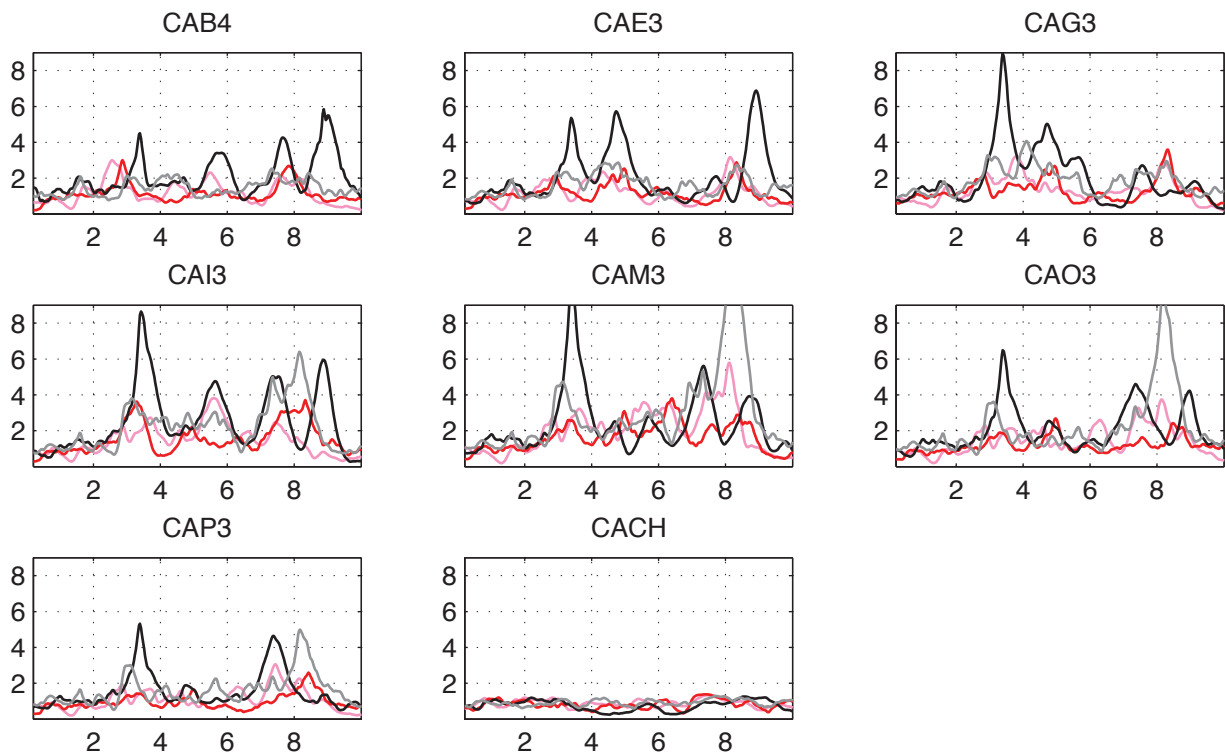 CAB4 CAE3 CAG3
8 8 8
6 6 6
4 4 4
2 2 2
2 4 6 8 2 4 6 8 2 4 6 8
CAI3 CAM3 CAO3
8 8 8
6 6 6
4 4 4
2 2 2
2 4 6 8 2 4 6 8 2 4 6 8
CAP3 CACH
8 8
6 6
4 4
2 2
2 4 6 8 2 4 6 8